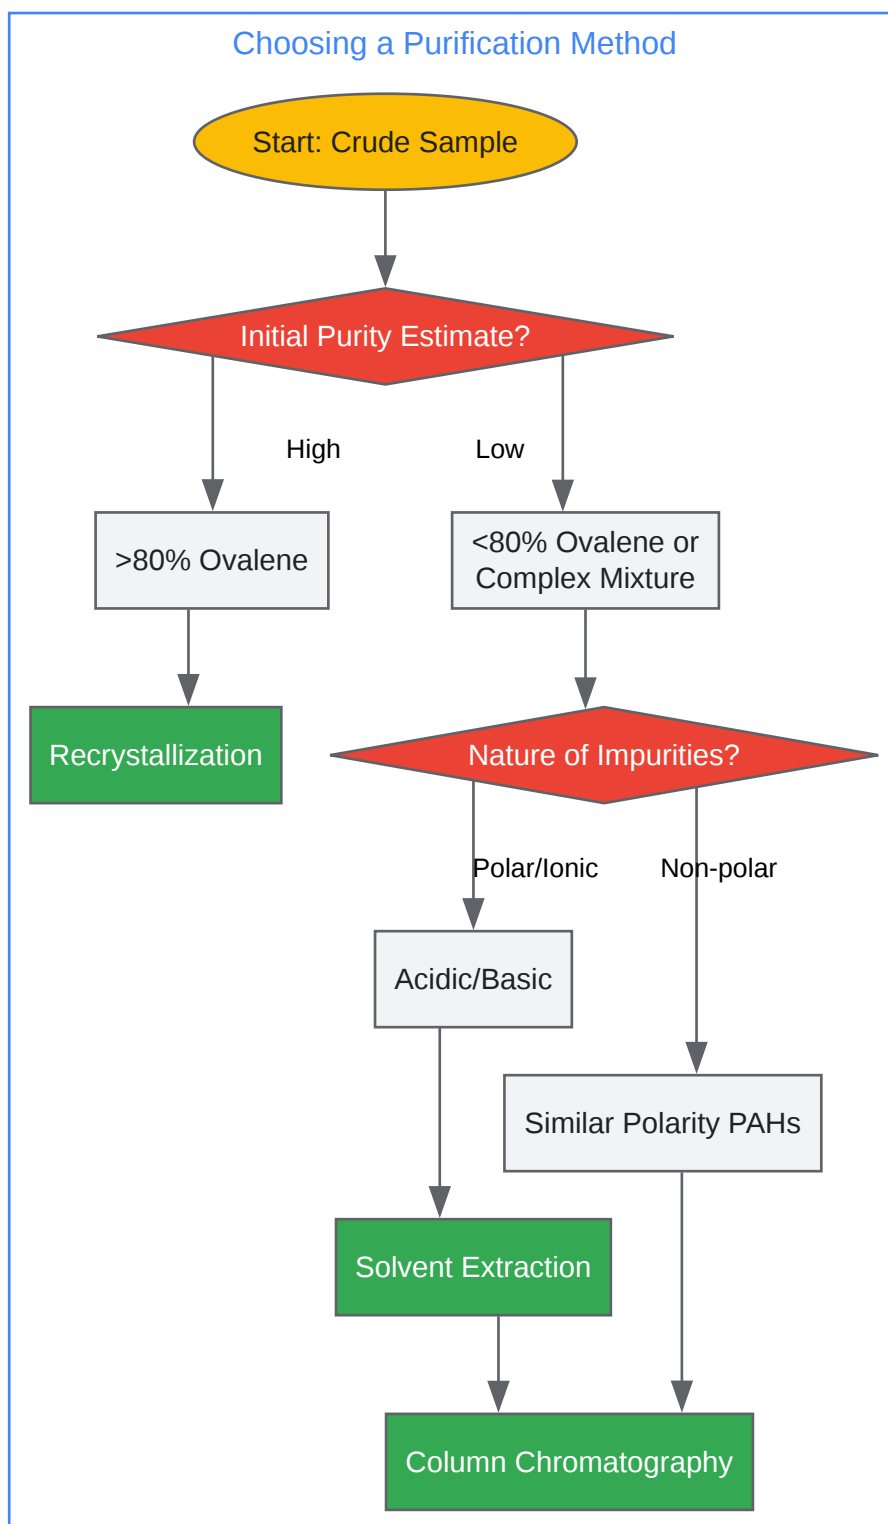 Choosing a Purification Method
Start: Crude Sample
Initial Purity Estimate?
High
Low
>80% Ovalene
<80% Ovalene or
Complex Mixture
Recrystallization
Nature of Impurities?
Polar/Ionic
Non-polar
Acidic/Basic
Similar Polarity PAHs
Solvent Extraction
Column Chromatography